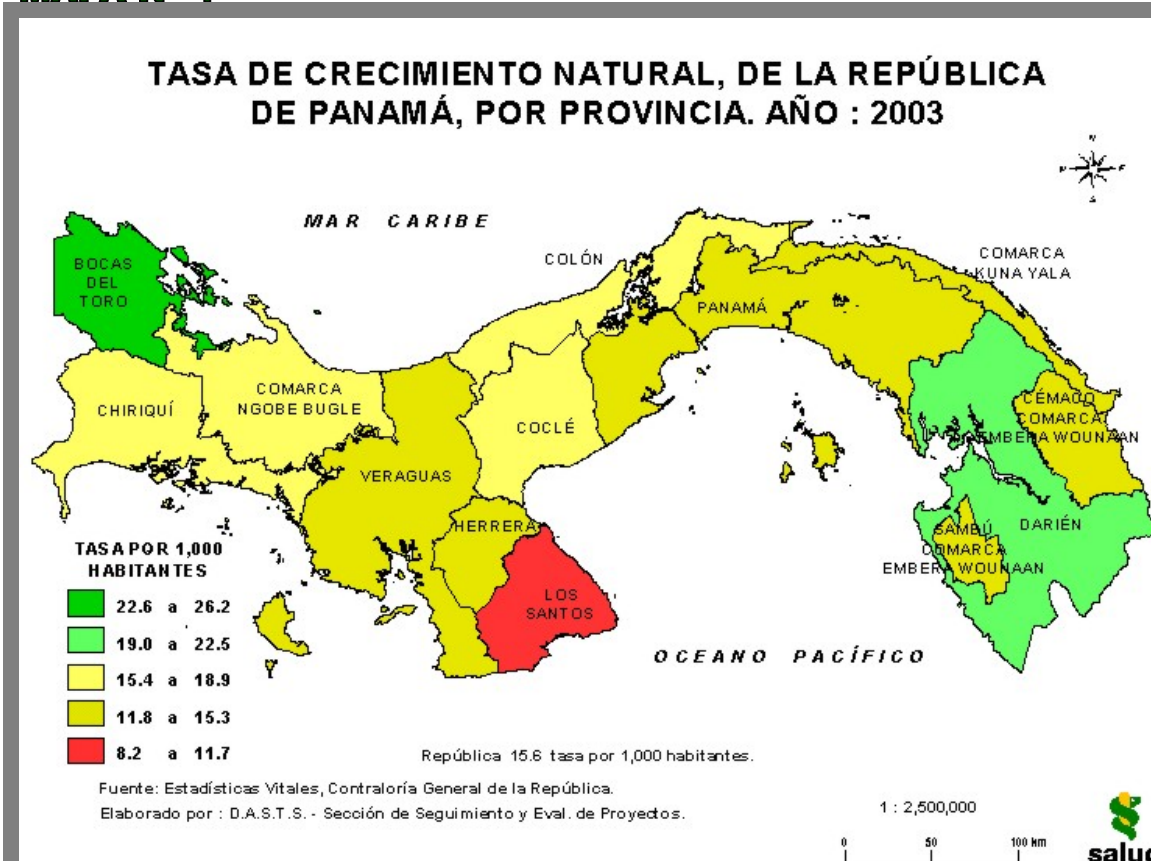 TASA DE CRECIMIENTO NATURAL, DE LA REPÚBLICA
DE PANAMÁ, POR PROVINCIA. AÑO : 2003
MAR CARIBE
BOCAS
DEL
TORO
COLÓN
COMARCA
KUNA YALA
PANAMÁ
CHIRIQUÍ
COMARCA
NGOBE BUGLE
COCLÉ
CÉMACO
COMARCA
EMBERA WOUNAAN
VERAGUAS
HERRERA
LOS
SANTOS
SAMBÚ
COMARCA
EMBERA WOUNAAN
DARIÉN
OCEANO PACÍFICO
TASA POR 1,000
HABITANTES
22.6 a 26.2
19.0 a 22.5
15.4 a 18.9
11.8 a 15.3
8.2 a 11.7
República 15.6 tasa por 1,000 habitantes.
Fuente: Estadísticas Vitales, Contraloría General de la República.
Elaborado por : D.A.S.T.S. - Sección de Seguimiento y Eval. de Proyectos.
1 : 2,500,000
0 50 100 km
salud